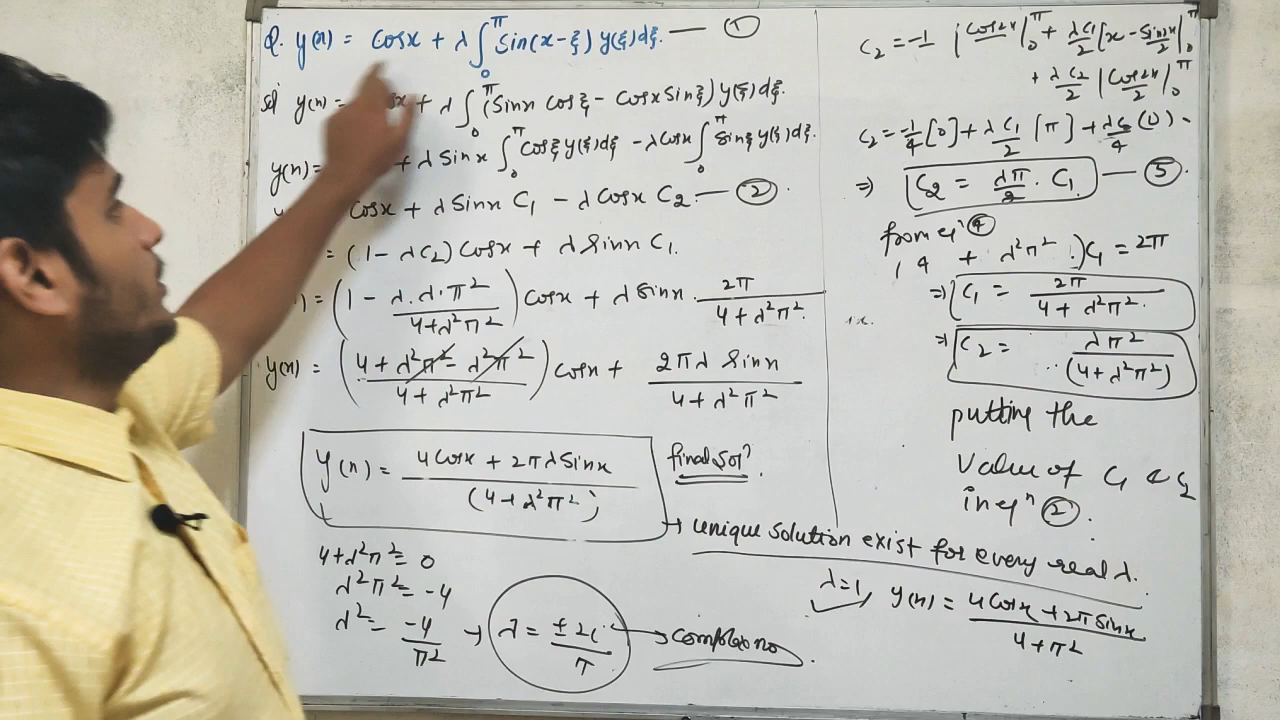 Q. y(x) = cosx + λ∫₀^π sin(x-ξ) y(ξ)dξ. — ①
sol y(x) = cosx + λ∫₀^π (sinx cosξ - cosx sinξ) y(ξ)dξ.
y(x) = + λ sinx ∫₀^π cosξ y(ξ)dξ - λcosx ∫₀^π sinξ y(ξ)dξ.
cosx + λ sinx C₁ - λ cosx C₂ — ②.
= (1 - λC₂) cosx + λ sinx C₁.
) = (1 - λ.λ.π²/4+λ²π²) cosx + λ sinx . 2π/4+λ²π².
y(x) = (4+λ²π² - λ²π²/4+λ²π²) cosx + 2πλ sinx/4+λ²π²
y(x) = 4cosx + 2πλ sinx/(4+λ²π²) final solⁿ.
→ unique solution exist for every real λ.
4+λ²π² = 0
λ²π² = -4
λ² = -4/π² → λ = ±2i/π → complex no.
λ=1, y(x) = 4cosx + 2π sinx/4+π²
C₂ = -1 |cos2x|₀^π + λC₁/2 [x - sin2x/2]₀^π
+ λC₂/2 |cos2x/2|₀^π
C₂ = -1/4 [0] + λC₁/2 [π] + λC₂/4 (0)
⇒ C₂ = λπ/2 . C₁ — ⑤.
from eqⁿ ④
(4 + λ²π².)C₁ = 2π
⇒ C₁ = 2π/4+λ²π².
⇒ C₂ = λπ²/(4+λ²π²)
putting the
value of C₁ & C₂
in eqⁿ ②.